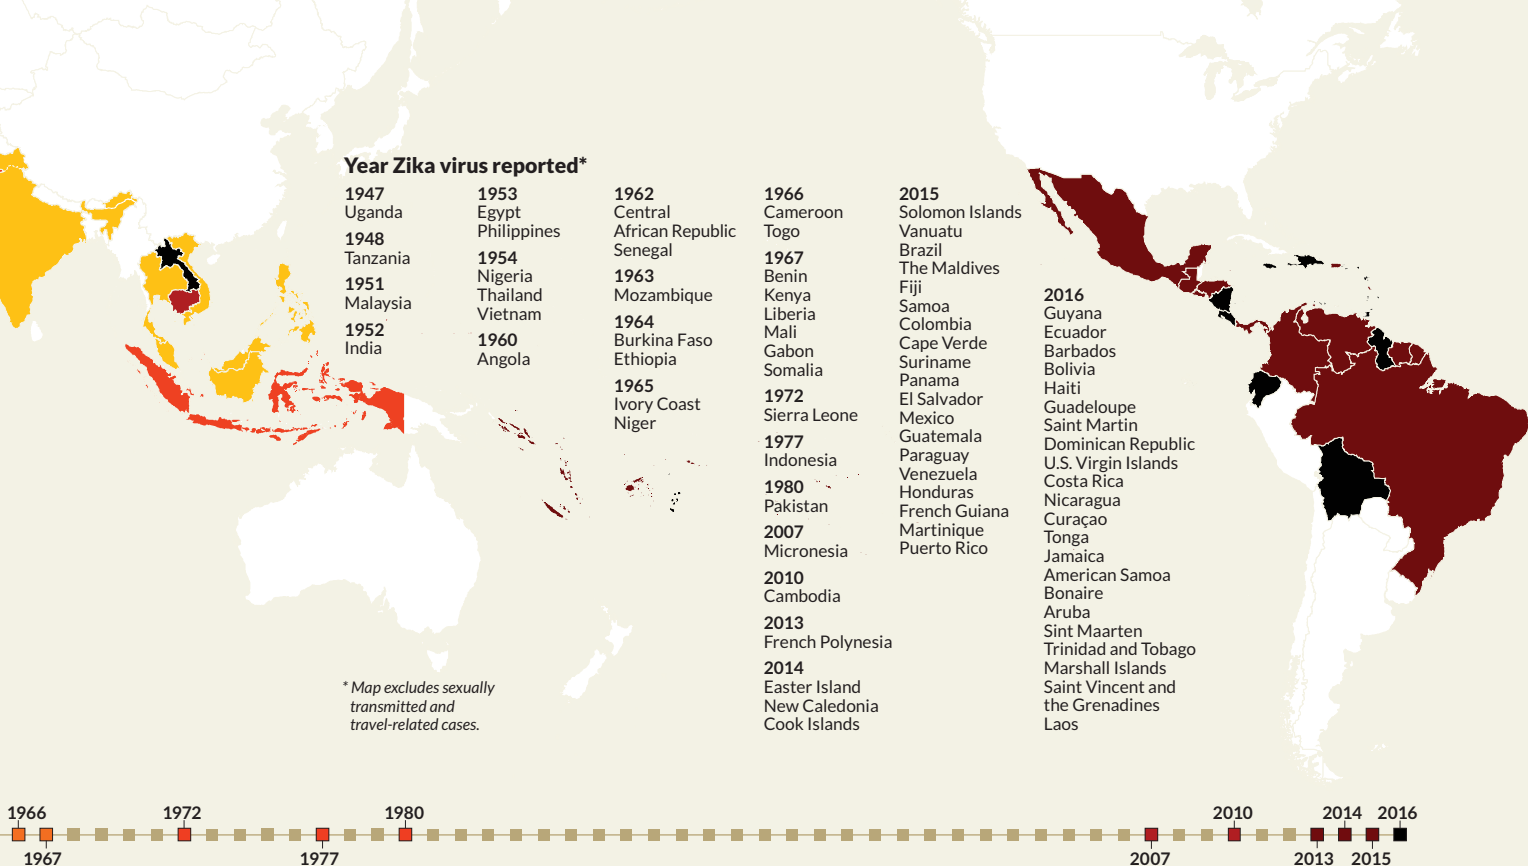 Year Zika virus reported*
1947
Uganda
1948
Tanzania
1951
Malaysia
1952
India
1953
Egypt
Philippines
1954
Nigeria
Thailand
Vietnam
1960
Angola
1962
Central
African Republic
Senegal
1963
Mozambique
1964
Burkina Faso
Ethiopia
1965
Ivory Coast
Niger
1966
Cameroon
Togo
1967
Benin
Kenya
Liberia
Mali
Gabon
Somalia
1972
Sierra Leone
1977
Indonesia
1980
Pakistan
2007
Micronesia
2010
Cambodia
2013
French Polynesia
2014
Easter Island
New Caledonia
Cook Islands
2015
Solomon Islands
Vanuatu
Brazil
The Maldives
Fiji
Samoa
Colombia
Cape Verde
Suriname
Panama
El Salvador
Mexico
Guatemala
Paraguay
Venezuela
Honduras
French Guiana
Martinique
Puerto Rico
2016
Guyana
Ecuador
Barbados
Bolivia
Haiti
Guadeloupe
Saint Martin
Dominican Republic
U.S. Virgin Islands
Costa Rica
Nicaragua
Curaçao
Tonga
Jamaica
American Samoa
Bonaire
Aruba
Sint Maarten
Trinidad and Tobago
Marshall Islands
Saint Vincent and
the Grenadines
Laos
* Map excludes sexually
transmitted and
travel-related cases.
1966
1972
1980
2010
2014
2016
1967
1977
2007
2013
2015